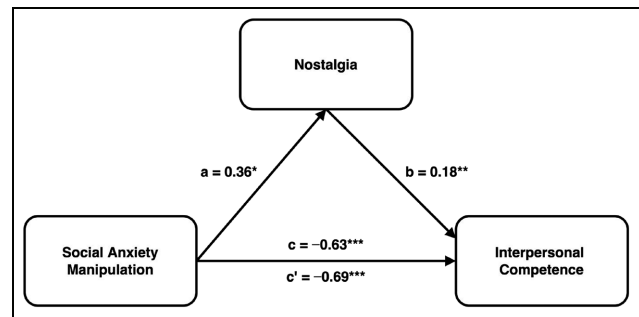 Nostalgia
a = 0.36*
b = 0.18**
Social Anxiety
Manipulation
c = −0.63***
c' = −0.69***
Interpersonal
Competence